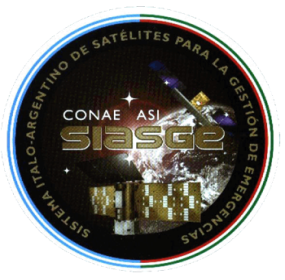 SISTEMA ITALO-ARGENTINO DE SATÉLITES PARA LA GESTIÓN DE EMERGENCIAS
CONAE ASI
SIASGE